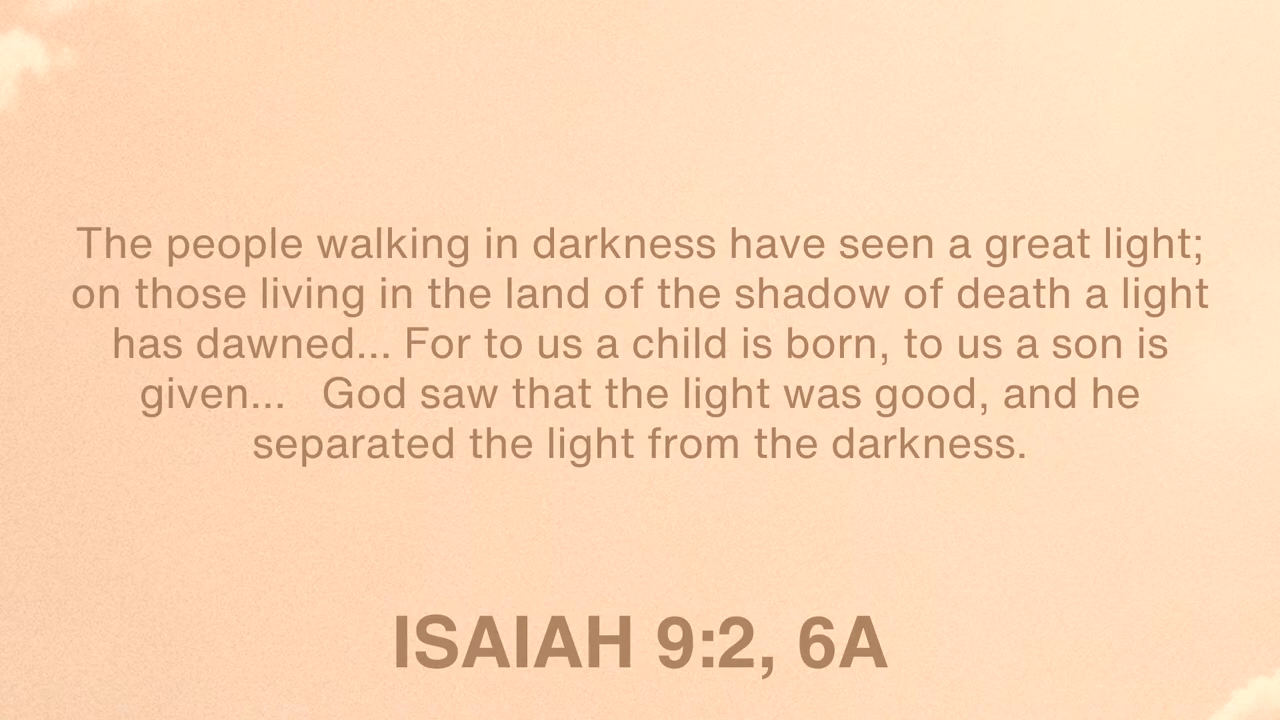 The people walking in darkness have seen a great light;
on those living in the land of the shadow of death a light
has dawned... For to us a child is born, to us a son is
given...   God saw that the light was good, and he
separated the light from the darkness.
ISAIAH 9:2, 6A